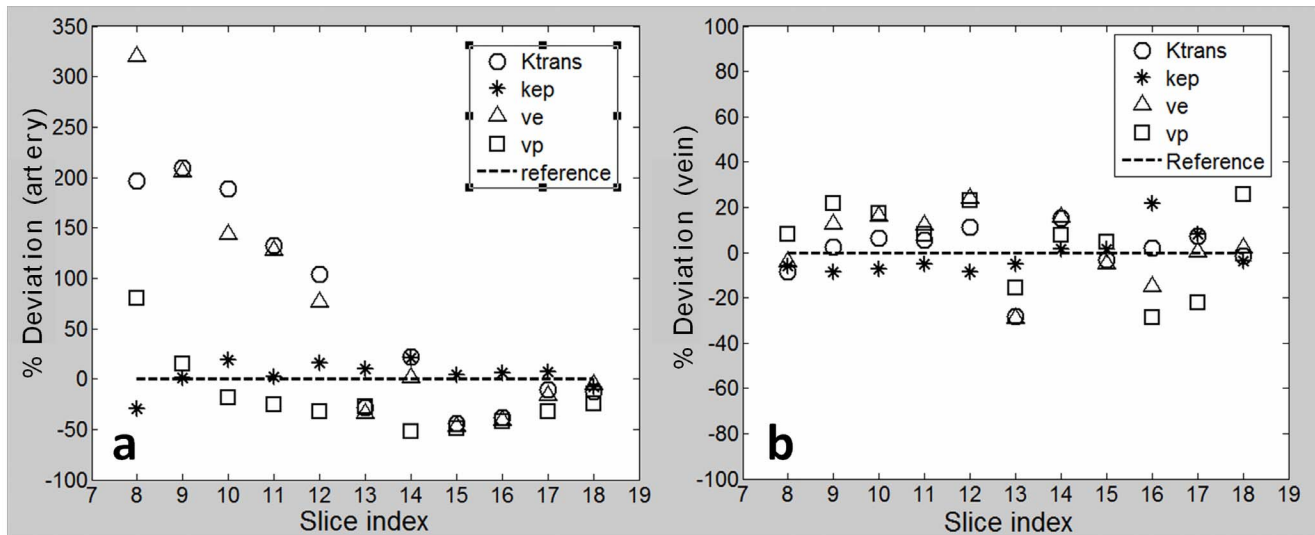 % Deviation (artery)
350
300
250
200
150
100
50
0
-50
-100
Ktrans
kep
ve
vp
reference
a
7 8 9 10 11 12 13 14 15 16 17 18 19
Slice index
% Deviation (vein)
100
80
60
40
20
0
-20
-40
-60
-80
-100
Ktrans
kep
ve
vp
Reference
b
7 8 9 10 11 12 13 14 15 16 17 18 19
Slice index